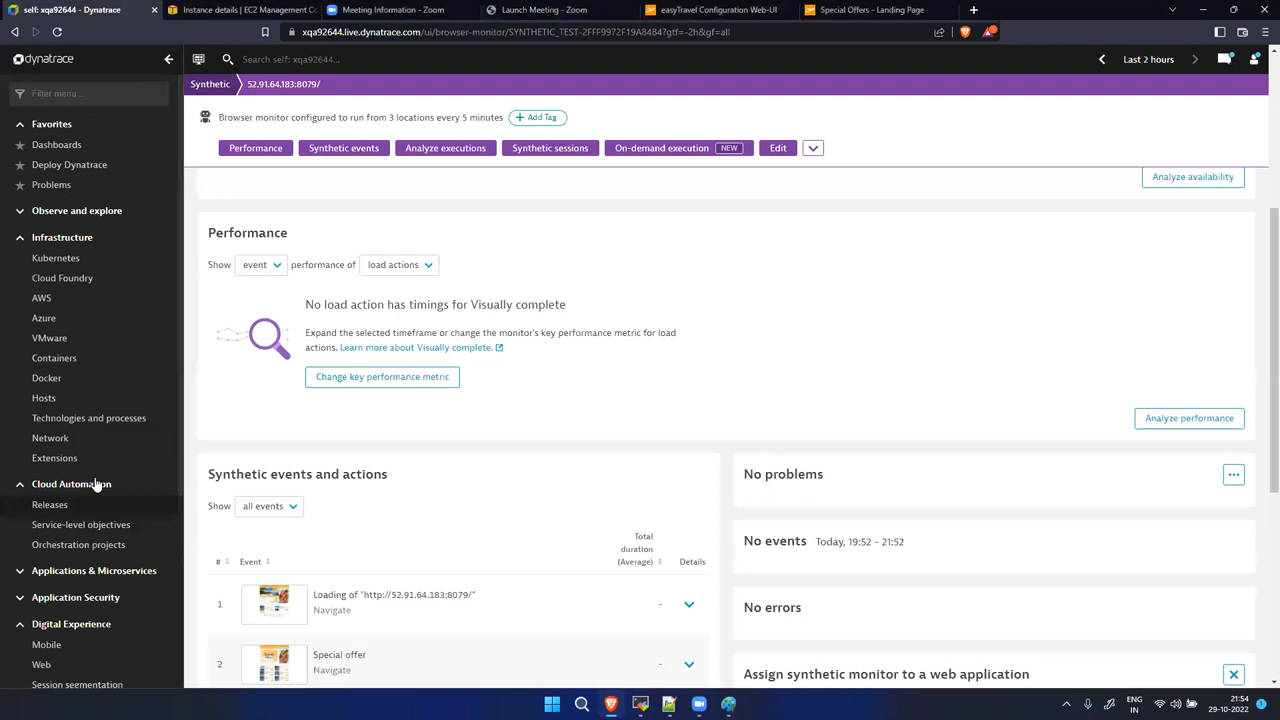 self: xqa92644
Instance details | EC2 Management Co
Meeting Information - Zoom
Launch Meeting - Zoom
easyTravel Configuration Web-UI
Special Offers - Landing Page
xqa92644.live.dynatrace.com/ui/browser-monitor/SYNTHETIC_TEST-2FFF9972F19A4B4D?gtf=-2h&gf=all
dynatrace
Search self: xqa92644...
Last 2 hours
Filter menu...
Synthetic
52.91.64.183:8079/
Browser monitor configured to run from 3 locations every 5 minutes
Add Tag
Performance
Synthetic events
Analyze executions
Synthetic sessions
On-demand execution NEW
Edit
Favorites
Dashboards
Deploy Dynatrace
Problems
Observe and explore
Infrastructure
Kubernetes
Cloud Foundry
AWS
Azure
VMware
Containers
Docker
Hosts
Technologies and processes
Network
Extensions
Cloud Automation
Releases
Service-level objectives
Orchestration projects
Applications & Microservices
Application Security
Digital Experience
Mobile
Web
Session segmentation
Analyze availability
Performance
Show event performance of load actions
No load action has timings for Visually complete
Expand the selected timeframe or change the monitor's key performance metric for load
actions. Learn more about Visually complete.
Change key performance metric
Analyze performance
Synthetic events and actions
Show all events
# Event Total duration (Average) Details
1 Loading of "http://52.91.64.183:8079/" -
Navigate
2 Special offer -
Navigate
No problems
No events Today, 19:52 - 21:52
No errors
Assign synthetic monitor to a web application
ENG
IN
21:54
29-10-2022